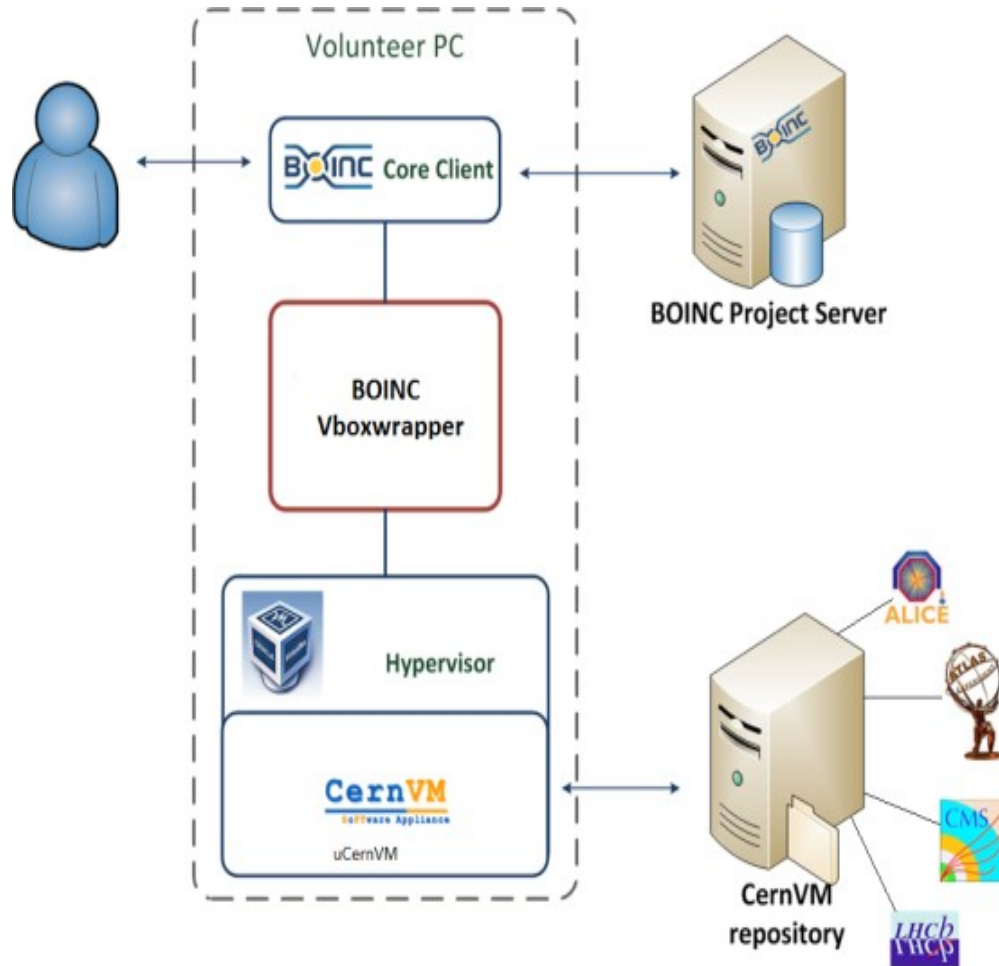 Volunteer PC
BOINC Core Client
BOINC
BOINC Project Server
BOINC
Vboxwrapper
Hypervisor
CernVM
Software Appliance
uCernVM
ALICE
ATLAS
CMS
LHCb
CernVM
repository